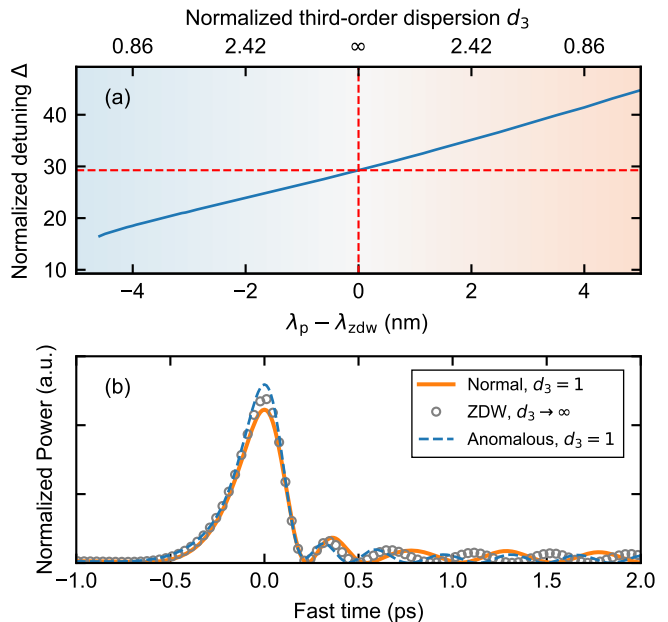 Normalized third-order dispersion d₃
0.86 2.42 ∞ 2.42 0.86
(a)
Normalized detuning Δ
40
30
20
10
−4 −2 0 2 4
λp − λzdw (nm)
(b)
Normalized Power (a.u.)
Normal, d₃ = 1
ZDW, d₃ → ∞
Anomalous, d₃ = 1
−1.0 −0.5 0.0 0.5 1.0 1.5 2.0
Fast time (ps)